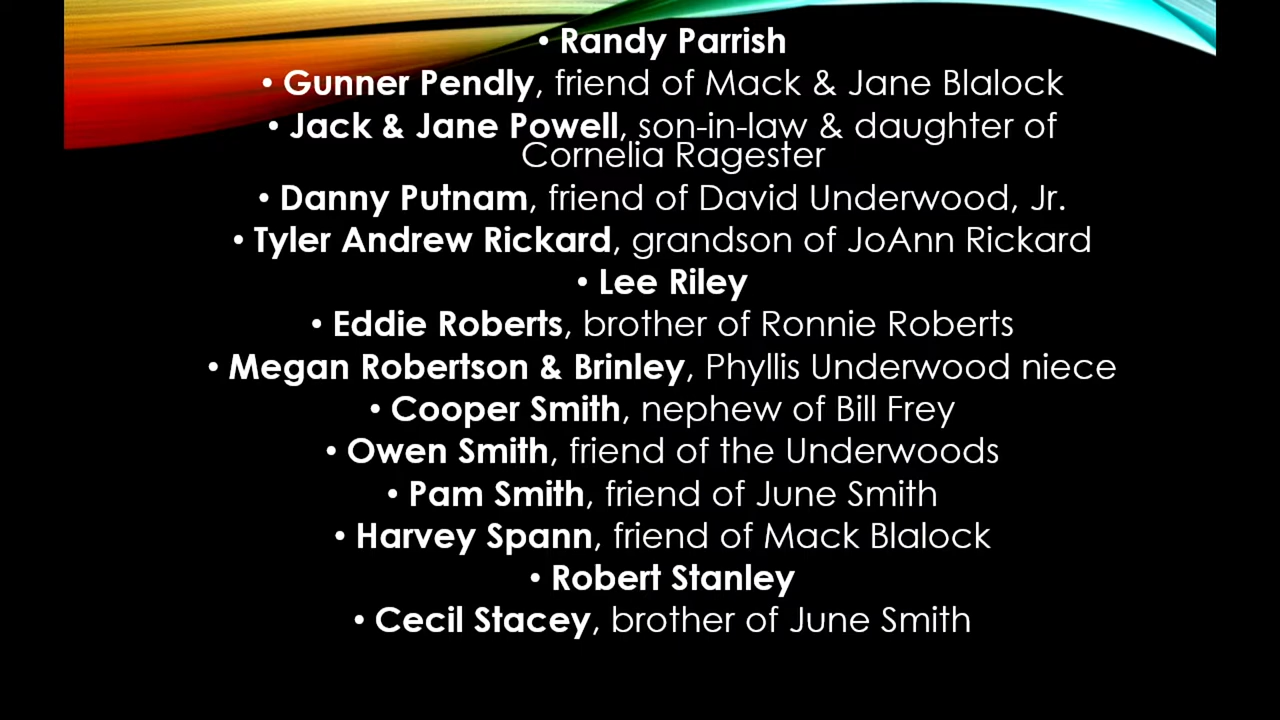 • Randy Parrish
• Gunner Pendly, friend of Mack & Jane Blalock
• Jack & Jane Powell, son-in-law & daughter of
Cornelia Ragester
• Danny Putnam, friend of David Underwood, Jr.
• Tyler Andrew Rickard, grandson of JoAnn Rickard
• Lee Riley
• Eddie Roberts, brother of Ronnie Roberts
• Megan Robertson & Brinley, Phyllis Underwood niece
• Cooper Smith, nephew of Bill Frey
• Owen Smith, friend of the Underwoods
• Pam Smith, friend of June Smith
• Harvey Spann, friend of Mack Blalock
• Robert Stanley
• Cecil Stacey, brother of June Smith